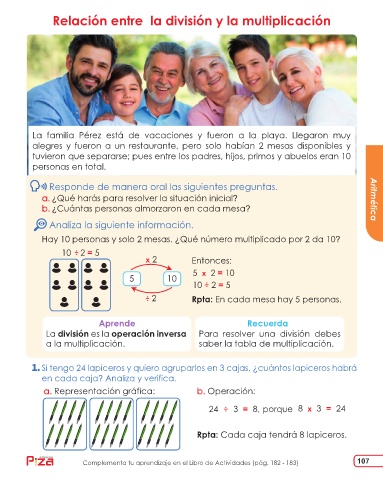 Relación entre la división y la multiplicación
La familia Pérez está de vacaciones y fueron a la playa. Llegaron muy
alegres y fueron a un restaurante, pero solo habían 2 mesas disponibles y
tuvieron que separarse; pues entre los padres, hijos, primos y abuelos eran 10
personas en total.
Aritmética
Responde de manera oral las siguientes preguntas.
a. ¿Qué harás para resolver la situación inicial?
b. ¿Cuántas personas almorzaron en cada mesa?
Analiza la siguiente información.
Hay 10 personas y solo 2 mesas. ¿Qué número multiplicado por 2 da 10?
10 ÷ 2 = 5
x 2
5
10
÷ 2
Entonces:
5 x 2 = 10
10 ÷ 2 = 5
Rpta: En cada mesa hay 5 personas.
Aprende
La división es la operación inversa
a la multiplicación.
Recuerda
Para resolver una división debes
saber la tabla de multiplicación.
1. Si tengo 24 lapiceros y quiero agruparlos en 3 cajas, ¿cuántos lapiceros habrá
en cada caja? Analiza y verifica.
a. Representación gráfica:
b. Operación:
24 ÷ 3 = 8, porque 8 x 3 = 24
Rpta: Cada caja tendrá 8 lapiceros.
Complementa tu aprendizaje en el Libro de Actividades (pág. 182 - 183)
107